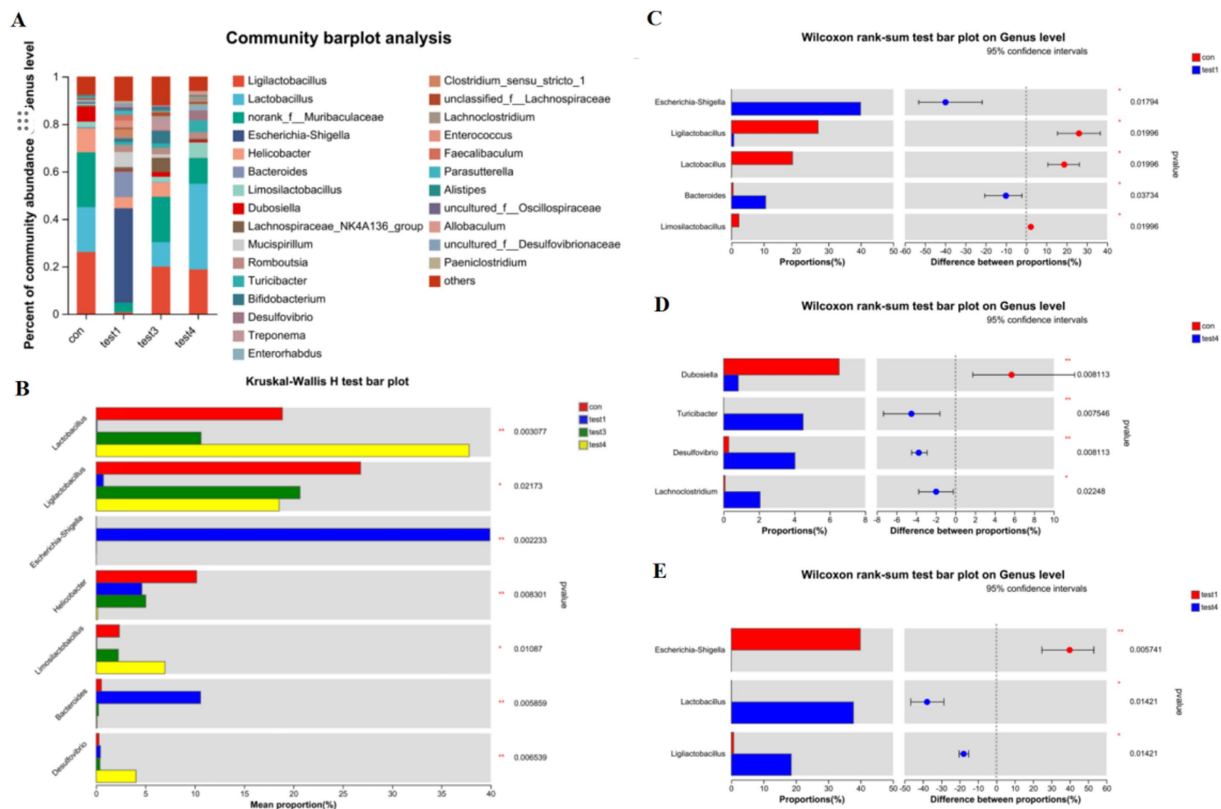 A
Community barplot analysis
Percent of community abundance Genus level
1
0.8
0.6
0.4
0.2
0
con
test1
test3
test4
Ligilactobacillus
Lactobacillus
norank_f__Muribaculaceae
Escherichia-Shigella
Helicobacter
Bacteroides
Limosilactobacillus
Dubosiella
Lachnospiraceae_NK4A136_group
Mucispirillum
Romboutsia
Turicibacter
Bifidobacterium
Desulfovibrio
Treponema
Enterorhabdus
Clostridium_sensu_stricto_1
unclassified_f__Lachnospiraceae
Lachnoclostridium
Enterococcus
Faecalibaculum
Parasutterella
Alistipes
uncultured_f__Oscillospiraceae
Allobaculum
uncultured_f__Desulfovibrionaceae
Paeniclostridium
others
B
Kruskal-Wallis H test bar plot
con
test1
test3
test4
Lactobacillus
** 0.003077
Ligilactobacillus
* 0.02173
Escherichia-Shigella
** 0.002233
Helicobacter
** 0.008301
Limosilactobacillus
* 0.01087
Bacteroides
** 0.005859
Desulfovibrio
** 0.006539
pvalue
0 5 10 15 20 25 30 35 40
Mean proportion(%)
C
Wilcoxon rank-sum test bar plot on Genus level
95% confidence intervals
con
test1
Escherichia-Shigella
* 0.01794
Ligilactobacillus
* 0.01996
Lactobacillus
* 0.01996
Bacteroides
* 0.03734
Limosilactobacillus
* 0.01996
pvalue
0 10 20 30 40 50
Proportions(%)
-60 -50 -40 -30 -20 -10 0 10 20 30 40
Difference between proportions(%)
D
Wilcoxon rank-sum test bar plot on Genus level
95% confidence intervals
con
test4
Dubosiella
** 0.008113
Turicibacter
** 0.007546
Desulfovibrio
** 0.008113
Lachnoclostridium
* 0.02248
pvalue
0 2 4 6 8
Proportions(%)
-8 -6 -4 -2 0 2 4 6 8 10
Difference between proportions(%)
E
Wilcoxon rank-sum test bar plot on Genus level
95% confidence intervals
test1
test4
Escherichia-Shigella
** 0.005741
Lactobacillus
* 0.01421
Ligilactobacillus
* 0.01421
pvalue
0 10 20 30 40 50
Proportions(%)
-50 -40 -30 -20 -10 0 10 20 30 40 50 60
Difference between proportions(%)